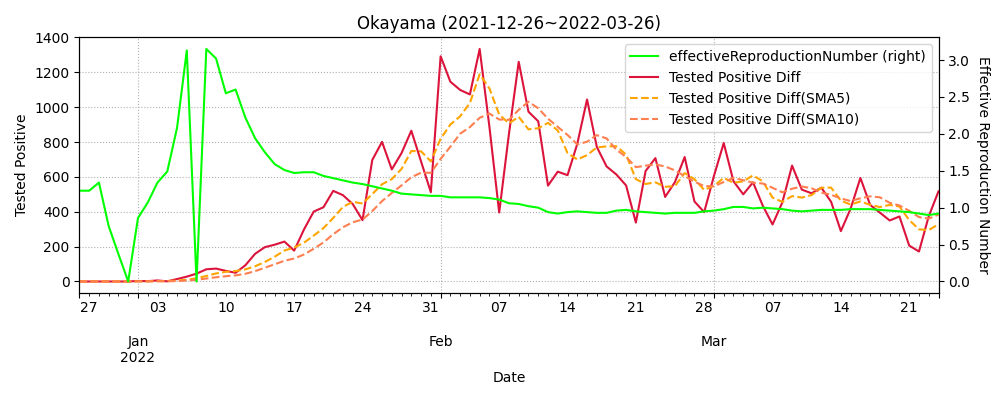 Okayama (2021-12-26~2022-03-26)
effectiveReproductionNumber (right)
Tested Positive Diff
Tested Positive Diff(SMA5)
Tested Positive Diff(SMA10)
Tested Positive
1400
1200
1000
800
600
400
200
0
Effective Reproduction Number
3.0
2.5
2.0
1.5
1.0
0.5
0.0
27 03 10 17 24 31 07 14 21 28 07 14 21
Jan Feb Mar
2022
Date